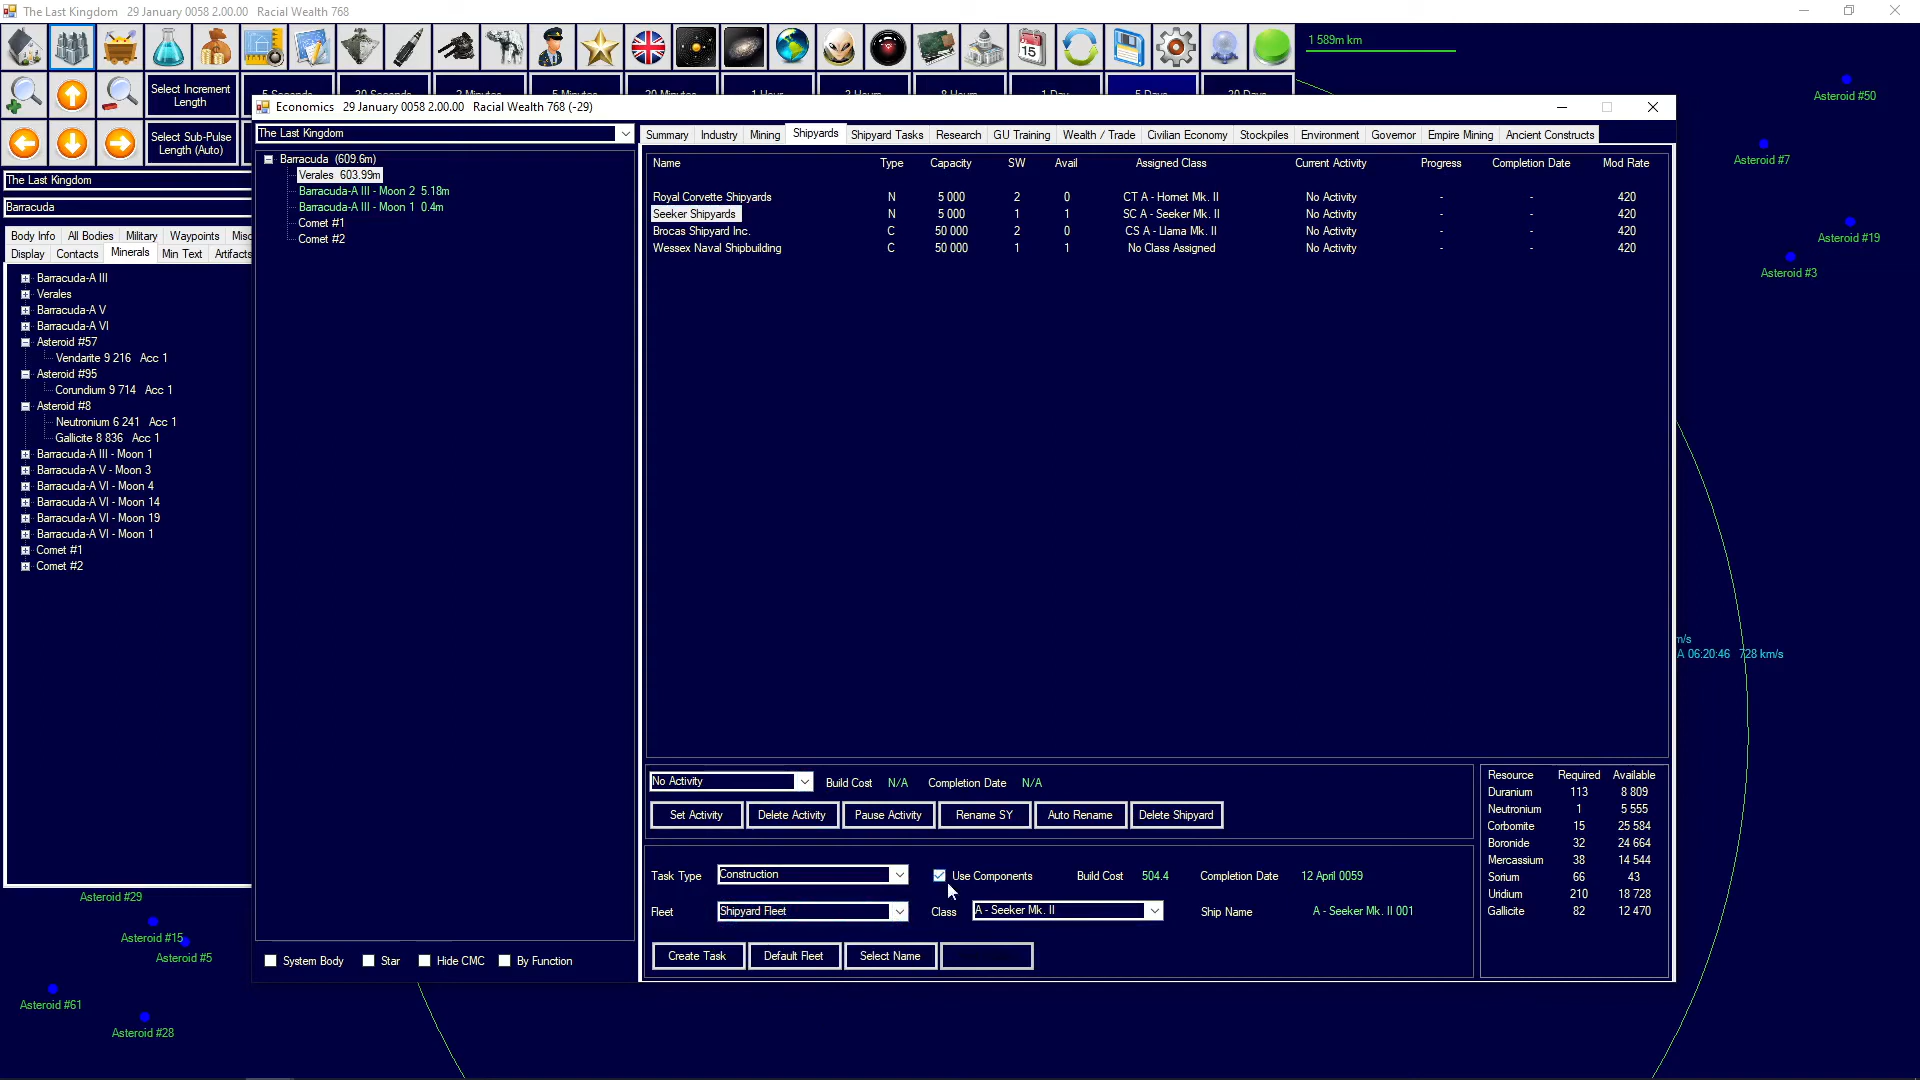 The Last Kingdom   29 January 0058 2.00.00   Racial Wealth 768
15
1 589m km
Select Increment Length
Select Sub-Pulse Length (Auto)
5 Days
The Last Kingdom
Barracuda
Body Info   All Bodies   Military   Waypoints   Misc
Display   Contacts   Minerals   Min Text   Artifacts
Barracuda-A III
Verales
Barracuda-A V
Barracuda-A VI
Asteroid #57
Vendarite 9 216   Acc 1
Asteroid #95
Corundium 9 714   Acc 1
Asteroid #8
Neutronium 6 241   Acc 1
Gallicite 8 836   Acc 1
Barracuda-A III - Moon 1
Barracuda-A V - Moon 3
Barracuda-A VI - Moon 4
Barracuda-A VI - Moon 14
Barracuda-A VI - Moon 19
Barracuda-A VI - Moon 1
Comet #1
Comet #2
Asteroid #29
Asteroid #15
Asteroid #5
Asteroid #61
Asteroid #28
Economics   29 January 0058 2.00.00   Racial Wealth 768 (-29)
The Last Kingdom
Barracuda (609.6m)
Verales 603.99m
Barracuda-A III - Moon 2 5.18m
Barracuda-A III - Moon 1 0.4m
Comet #1
Comet #2
System Body   Star   Hide CMC   By Function
Summary   Industry   Mining   Shipyards   Shipyard Tasks   Research   GU Training   Wealth / Trade   Civilian Economy   Stockpiles   Environment   Governor   Empire Mining   Ancient Constructs
Name   Type   Capacity   SW   Avail   Assigned Class   Current Activity   Progress   Completion Date   Mod Rate
Royal Corvette Shipyards   N   5 000   2   0   CT A - Hornet Mk. II   No Activity   -   -   420
Seeker Shipyards   N   5 000   1   1   SC A - Seeker Mk. II   No Activity   -   -   420
Brocas Shipyard Inc.   C   50 000   2   0   CS A - Llama Mk. II   No Activity   -   -   420
Wessex Naval Shipbuilding   C   50 000   1   1   No Class Assigned   No Activity   -   -   420
No Activity   Build Cost   N/A   Completion Date   N/A
Set Activity   Delete Activity   Pause Activity   Rename SY   Auto Rename   Delete Shipyard
Task Type   Construction   Use Components   Build Cost   504.4   Completion Date   12 April 0059
Fleet   Shipyard Fleet   Class   A - Seeker Mk. II   Ship Name   A - Seeker Mk. II 001
Create Task   Default Fleet   Select Name
Resource   Required   Available
Duranium   113   8 809
Neutronium   1   5 555
Corbomite   15   25 584
Boronide   32   24 664
Mercassium   38   14 544
Sorium   66   43
Uridium   210   18 728
Gallicite   82   12 470
Asteroid #50
Asteroid #7
Asteroid #19
Asteroid #3
m/s
A 06:20:46   728 km/s